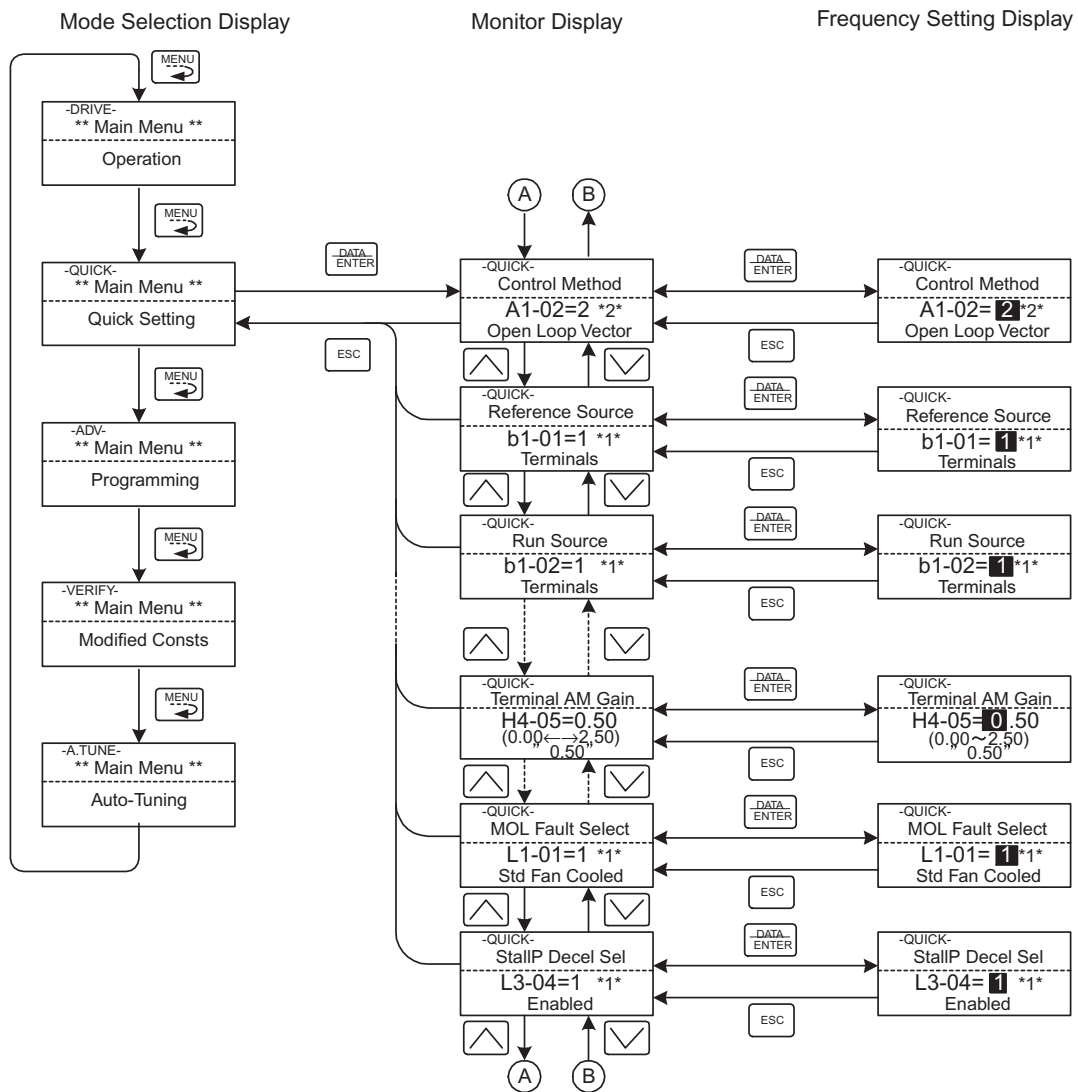 Mode Selection Display
Monitor Display
Frequency Setting Display
MENU
-DRIVE-
** Main Menu **
Operation
MENU
-QUICK-
** Main Menu **
Quick Setting
MENU
-ADV-
** Main Menu **
Programming
MENU
-VERIFY-
** Main Menu **
Modified Consts
MENU
-A.TUNE-
** Main Menu **
Auto-Tuning
DATA
ENTER
ESC
A
B
-QUICK-
Control Method
A1-02=2 *2*
Open Loop Vector
DATA
ENTER
ESC
-QUICK-
Control Method
A1-02= 2 *2*
Open Loop Vector
-QUICK-
Reference Source
b1-01=1 *1*
Terminals
DATA
ENTER
ESC
-QUICK-
Reference Source
b1-01= 1 *1*
Terminals
-QUICK-
Run Source
b1-02=1 *1*
Terminals
DATA
ENTER
ESC
-QUICK-
Run Source
b1-02= 1 *1*
Terminals
-QUICK-
Terminal AM Gain
H4-05=0.50
(0.00←→2.50)
„ 0.50”
DATA
ENTER
ESC
-QUICK-
Terminal AM Gain
H4-05= 0 .50
(0.00～2.50)
„ 0.50”
-QUICK-
MOL Fault Select
L1-01=1 *1*
Std Fan Cooled
DATA
ENTER
ESC
-QUICK-
MOL Fault Select
L1-01= 1 *1*
Std Fan Cooled
-QUICK-
StallP Decel Sel
L3-04=1 *1*
Enabled
DATA
ENTER
ESC
-QUICK-
StallP Decel Sel
L3-04= 1 *1*
Enabled
A
B